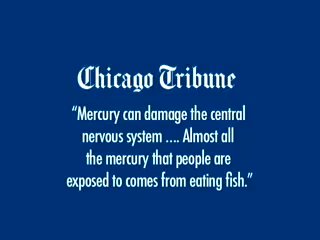 Chicago Tribune
“Mercury can damage the central
nervous system .... Almost all
the mercury that people are
exposed to comes from eating fish.”